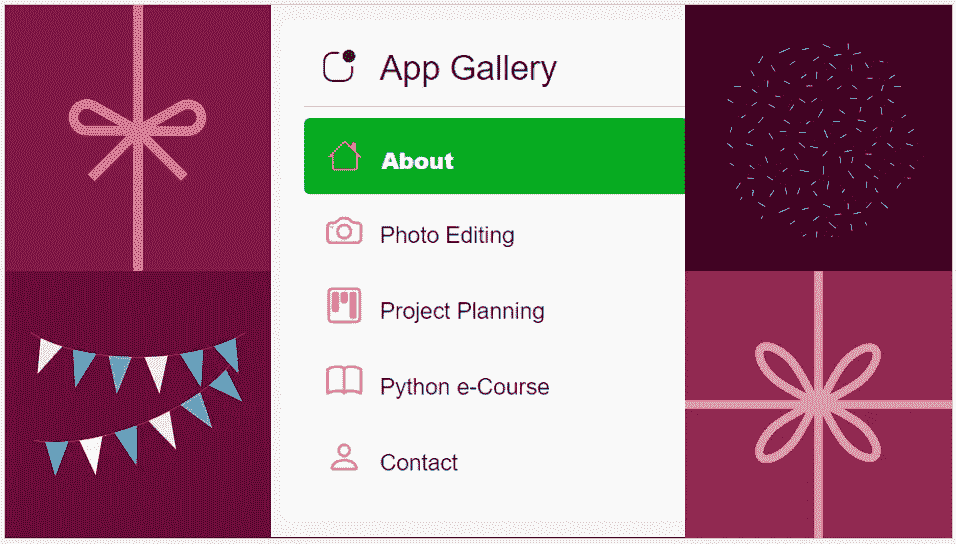 App Gallery
About
Photo Editing
Project Planning
Python e-Course
Contact